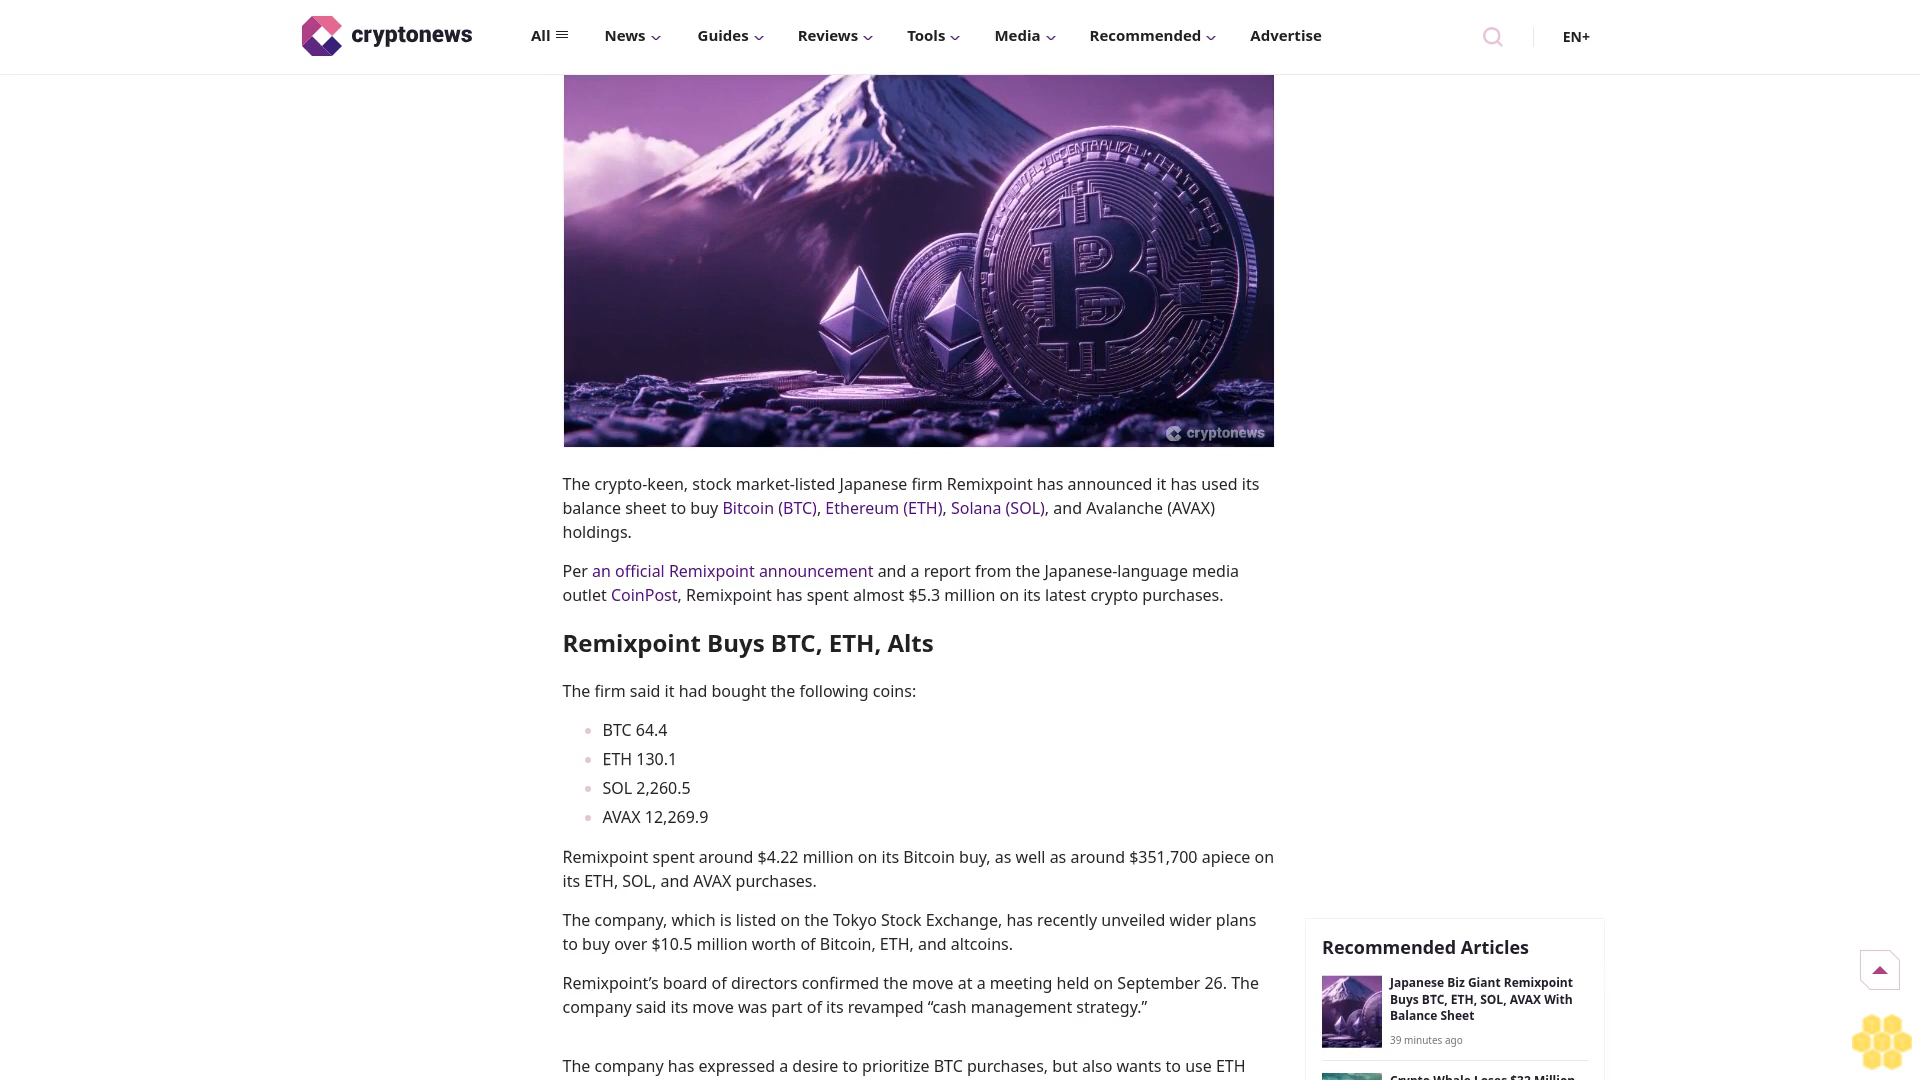 cryptonews
All
News
Guides
Reviews
Tools
Media
Recommended
Advertise
EN+
cryptonews
The crypto-keen, stock market-listed Japanese firm Remixpoint has announced it has used its
balance sheet to buy Bitcoin (BTC), Ethereum (ETH), Solana (SOL), and Avalanche (AVAX)
holdings.
Per an official Remixpoint announcement and a report from the Japanese-language media
outlet CoinPost, Remixpoint has spent almost $5.3 million on its latest crypto purchases.
Remixpoint Buys BTC, ETH, Alts
The firm said it had bought the following coins:
BTC 64.4
ETH 130.1
SOL 2,260.5
AVAX 12,269.9
Remixpoint spent around $4.22 million on its Bitcoin buy, as well as around $351,700 apiece on
its ETH, SOL, and AVAX purchases.
The company, which is listed on the Tokyo Stock Exchange, has recently unveiled wider plans
to buy over $10.5 million worth of Bitcoin, ETH, and altcoins.
Remixpoint’s board of directors confirmed the move at a meeting held on September 26. The
company said its move was part of its revamped “cash management strategy.”
The company has expressed a desire to prioritize BTC purchases, but also wants to use ETH
Recommended Articles
Japanese Biz Giant Remixpoint
Buys BTC, ETH, SOL, AVAX With
Balance Sheet
39 minutes ago
Crypto Whale Loses $32 Million